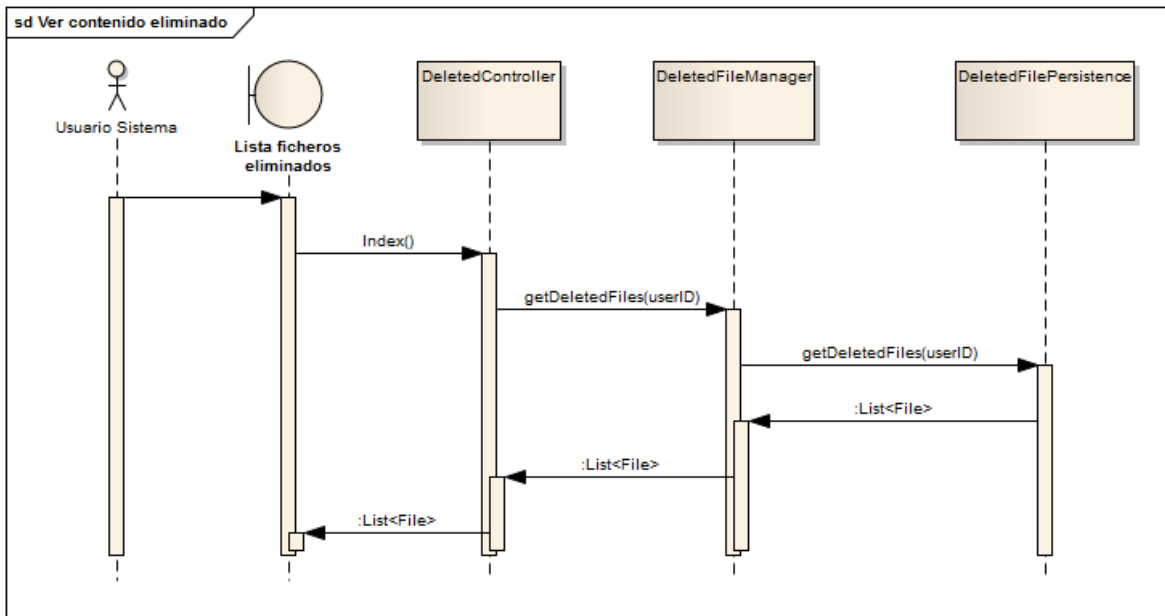 sd Ver contenido eliminado
Usuario Sistema
Lista ficheros
eliminados
DeletedController
DeletedFileManager
DeletedFilePersistence
Index()
getDeletedFiles(userID)
getDeletedFiles(userID)
:List<File>
:List<File>
:List<File>